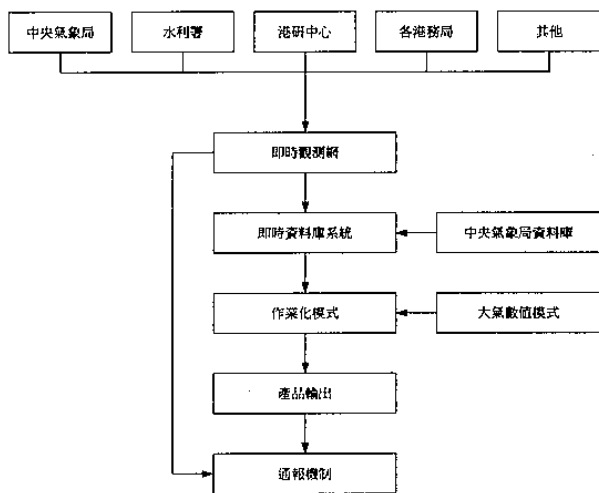 中央氣象局
水利署
港研中心
各港務局
其他
即時觀測網
即時資料庫系統
中央氣象局資料庫
作業化模式
大氣數值模式
產品輸出
通報機制